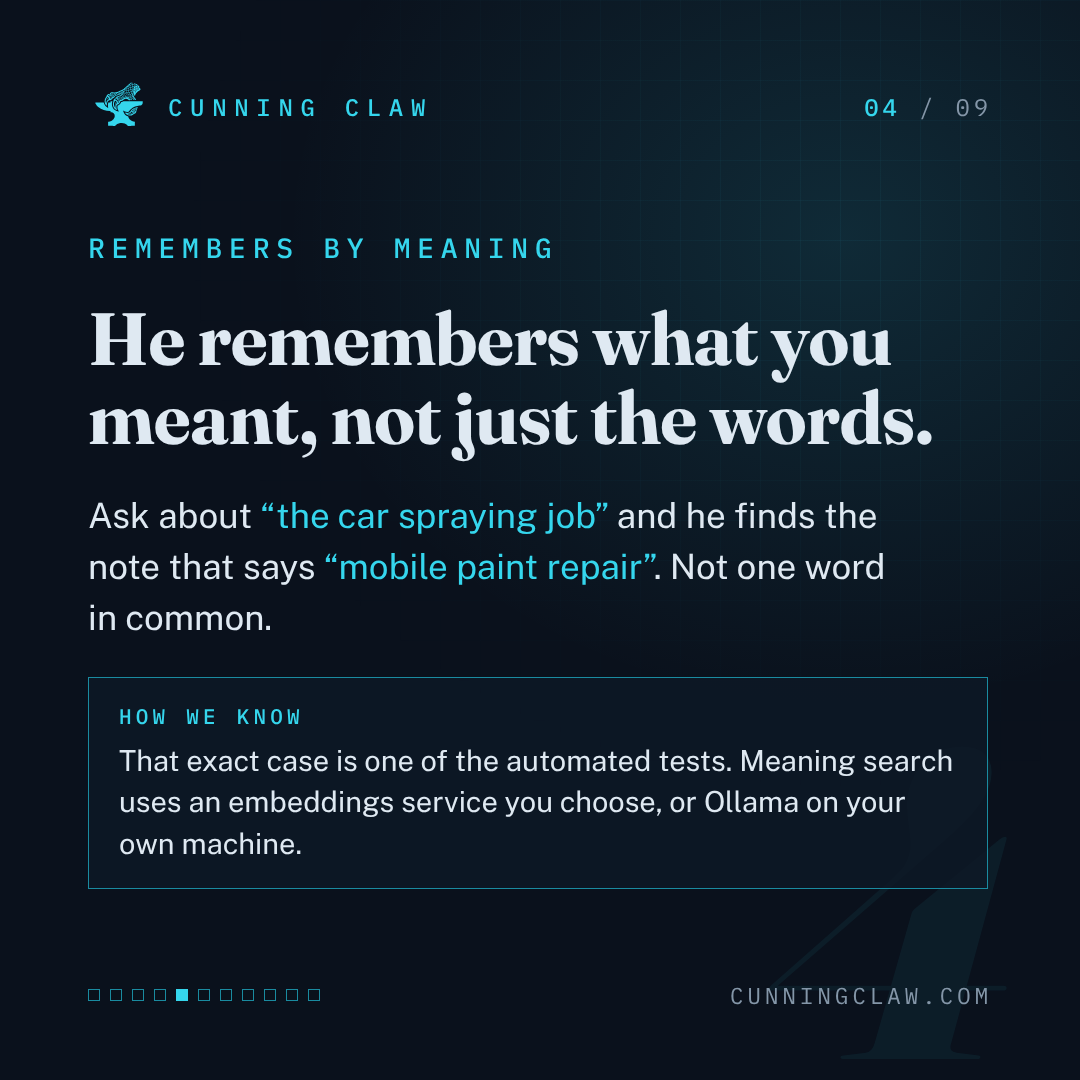 CUNNING CLAW
04 / 09
REMEMBERS BY MEANING
He remembers what you
meant, not just the words.
Ask about “the car spraying job” and he finds the
note that says “mobile paint repair”. Not one word
in common.
HOW WE KNOW
That exact case is one of the automated tests. Meaning search
uses an embeddings service you choose, or Ollama on your
own machine.
CUNNINGCLAW.COM
4